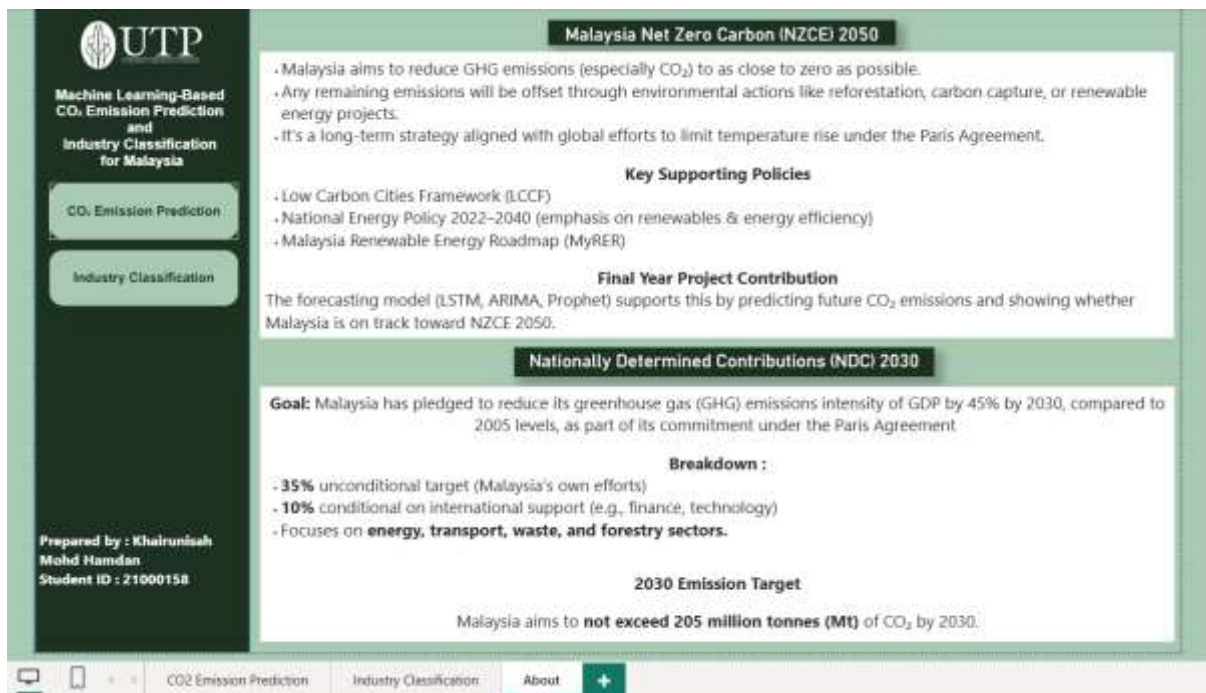 UTP
Machine Learning-Based
CO₂ Emission Prediction
and
Industry Classification
for Malaysia
CO₂ Emission Prediction
Industry Classification
Prepared by : Khairunisah
Mohd Hamdan
Student ID : 21000158
Malaysia Net Zero Carbon (NZCE) 2050
• Malaysia aims to reduce GHG emissions (especially CO₂) to as close to zero as possible.
• Any remaining emissions will be offset through environmental actions like reforestation, carbon capture, or renewable
energy projects.
• It's a long-term strategy aligned with global efforts to limit temperature rise under the Paris Agreement.
Key Supporting Policies
• Low Carbon Cities Framework (LCCF)
• National Energy Policy 2022–2040 (emphasis on renewables & energy efficiency)
• Malaysia Renewable Energy Roadmap (MyRER)
Final Year Project Contribution
The forecasting model (LSTM, ARIMA, Prophet) supports this by predicting future CO₂ emissions and showing whether
Malaysia is on track toward NZCE 2050.
Nationally Determined Contributions (NDC) 2030
Goal: Malaysia has pledged to reduce its greenhouse gas (GHG) emissions intensity of GDP by 45% by 2030, compared to
2005 levels, as part of its commitment under the Paris Agreement
Breakdown :
• 35% unconditional target (Malaysia's own efforts)
• 10% conditional on international support (e.g., finance, technology)
• Focuses on energy, transport, waste, and forestry sectors.
2030 Emission Target
Malaysia aims to not exceed 205 million tonnes (Mt) of CO₂ by 2030.
CO2 Emission Prediction
Industry Classification
About
+